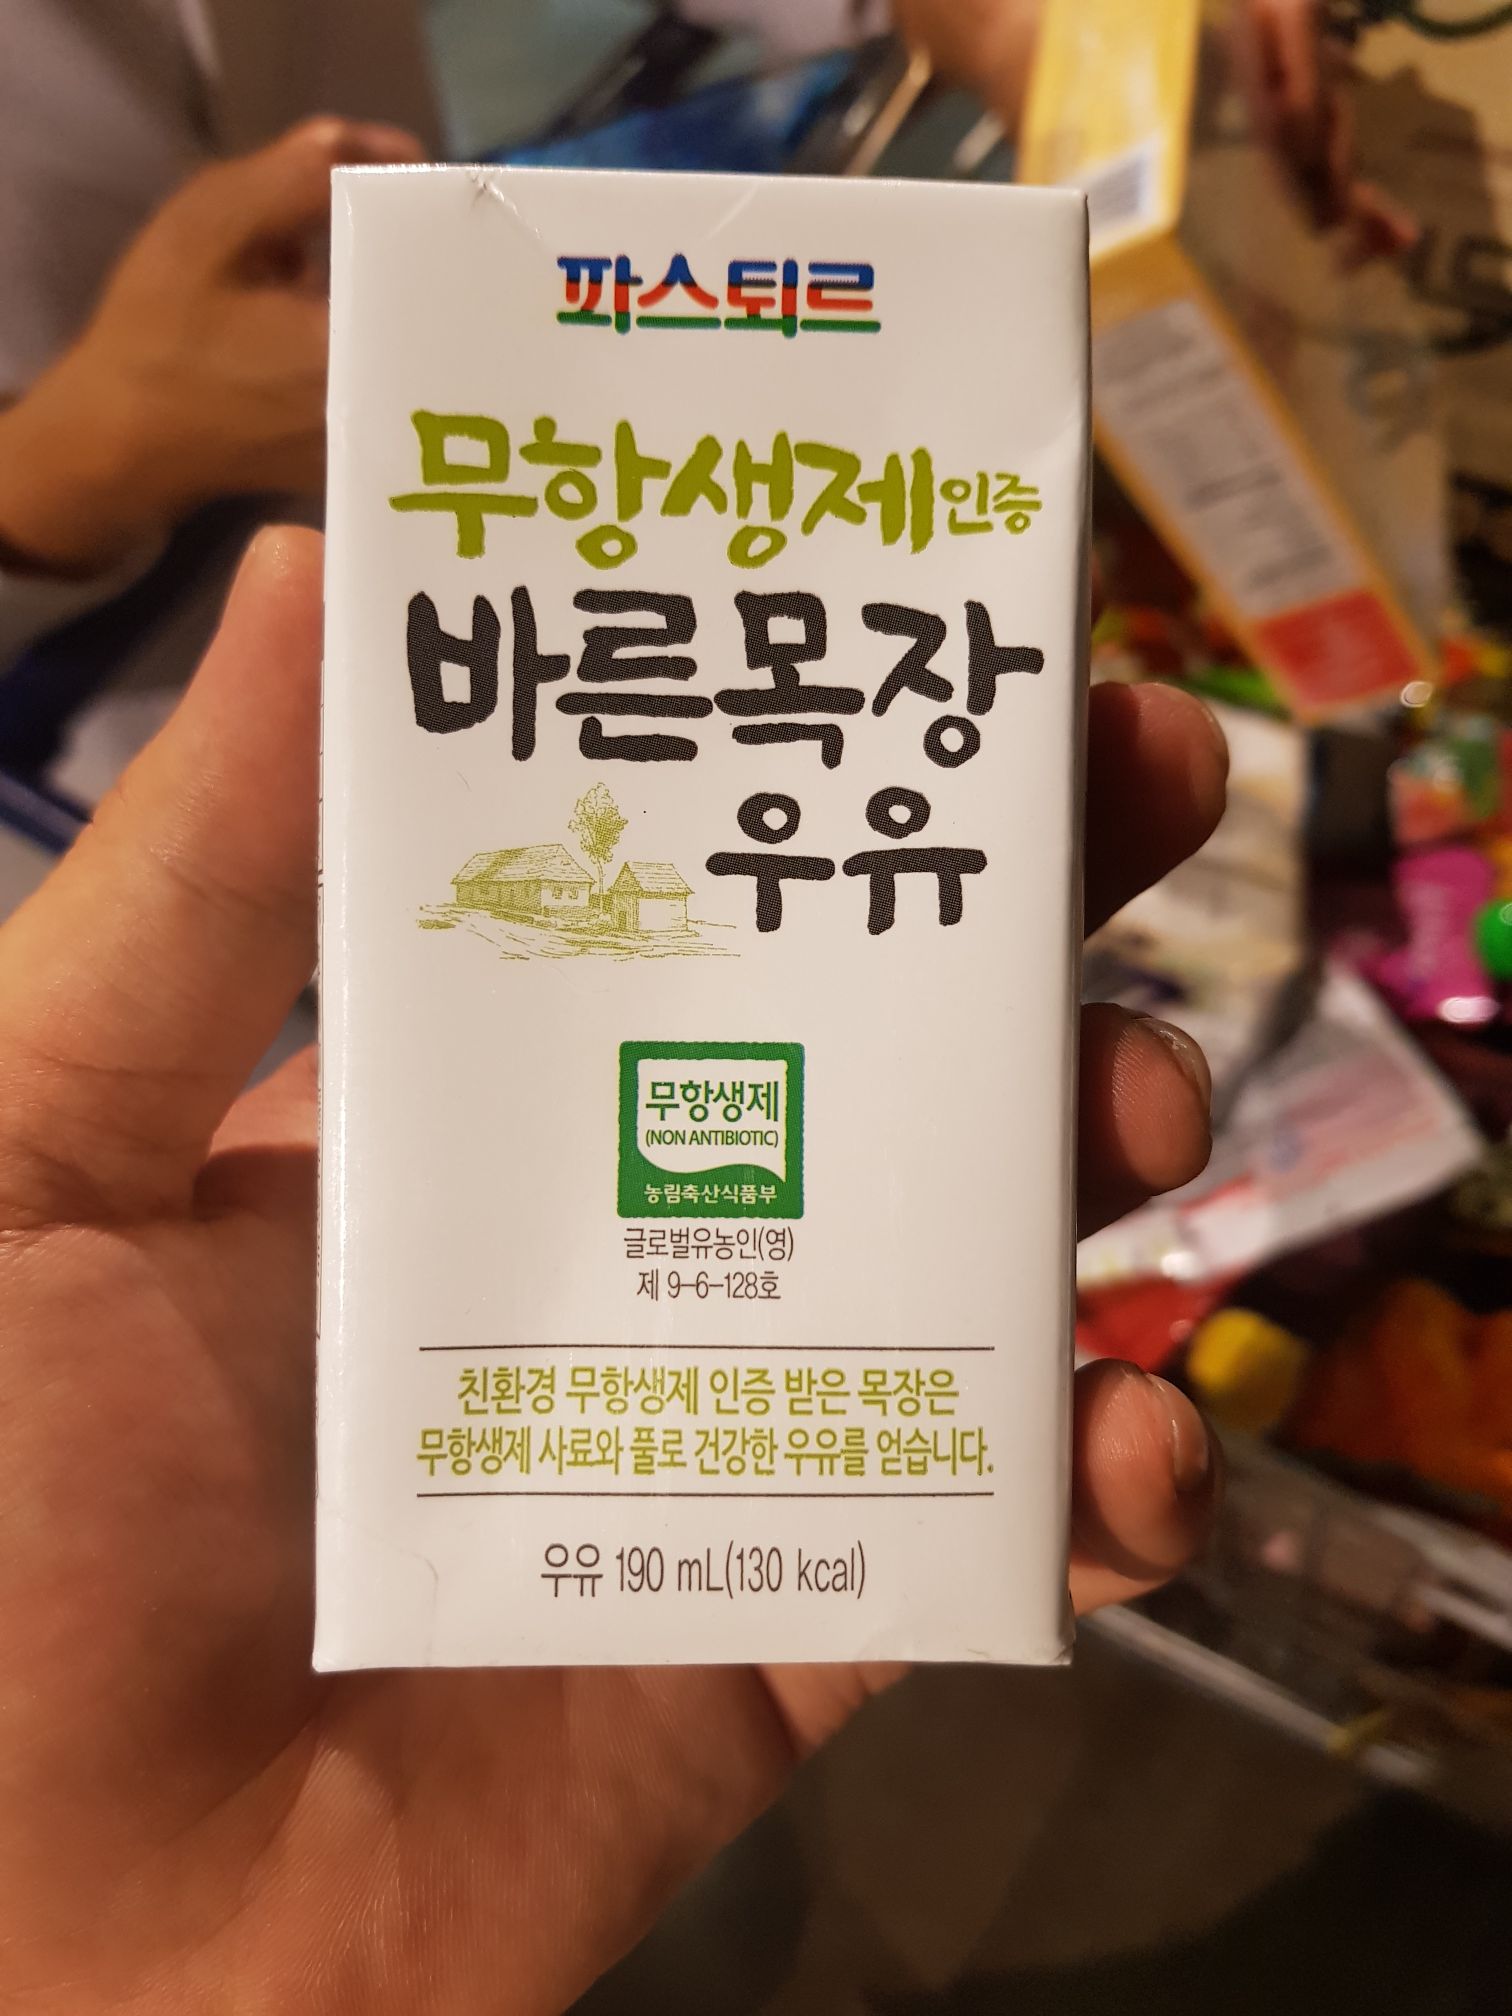 파스퇴르
무항생제인증
바른목장
우유
무항생제
(NON ANTIBIOTIC)
농림축산식품부
글로벌유농인(영)
제 9-6-128호
친환경 무항생제 인증 받은 목장은
무항생제 사료와 풀로 건강한 우유를 얻습니다.
우유 190 mL(130 kcal)